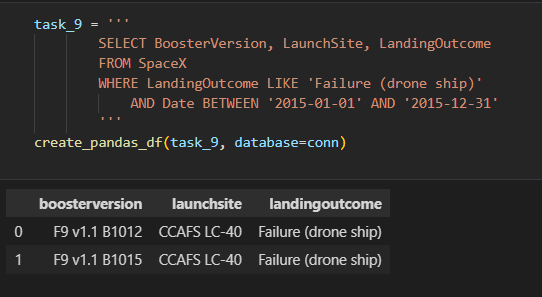 task_9 = '''
SELECT BoosterVersion, LaunchSite, LandingOutcome
FROM SpaceX
WHERE LandingOutcome LIKE 'Failure (drone ship)'
AND Date BETWEEN '2015-01-01' AND '2015-12-31'
'''
create_pandas_df(task_9, database=conn)
boosterversion launchsite landingoutcome
0 F9 v1.1 B1012 CCAFS LC-40 Failure (drone ship)
1 F9 v1.1 B1015 CCAFS LC-40 Failure (drone ship)